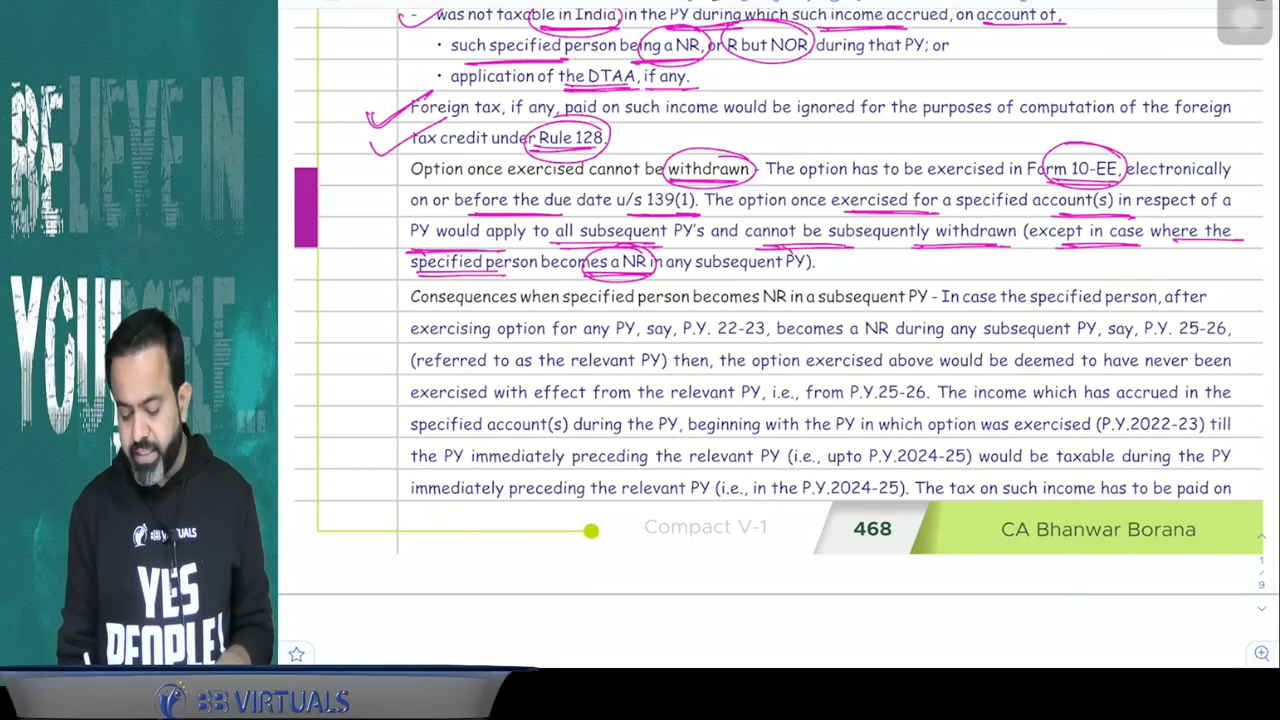 BELIEVE IN
YOURSELF...
YES
PEOPLE!
BB VIRTUALS
BB VIRTUALS
- was not taxable in India in the PY during which such income accrued, on account of,
• such specified person being a NR, or R but NOR during that PY; or
• application of the DTAA, if any.
Foreign tax, if any, paid on such income would be ignored for the purposes of computation of the foreign
tax credit under Rule 128.
Option once exercised cannot be withdrawn - The option has to be exercised in Form 10-EE, electronically
on or before the due date u/s 139(1). The option once exercised for a specified account(s) in respect of a
PY would apply to all subsequent PY's and cannot be subsequently withdrawn (except in case where the
specified person becomes a NR in any subsequent PY).
Consequences when specified person becomes NR in a subsequent PY - In case the specified person, after
exercising option for any PY, say, P.Y. 22-23, becomes a NR during any subsequent PY, say, P.Y. 25-26,
(referred to as the relevant PY) then, the option exercised above would be deemed to have never been
exercised with effect from the relevant PY, i.e., from P.Y.25-26. The income which has accrued in the
specified account(s) during the PY, beginning with the PY in which option was exercised (P.Y.2022-23) till
the PY immediately preceding the relevant PY (i.e., upto P.Y.2024-25) would be taxable during the PY
immediately preceding the relevant PY (i.e., in the P.Y.2024-25). The tax on such income has to be paid on
Compact V-1
468
CA Bhanwar Borana
1
/
9